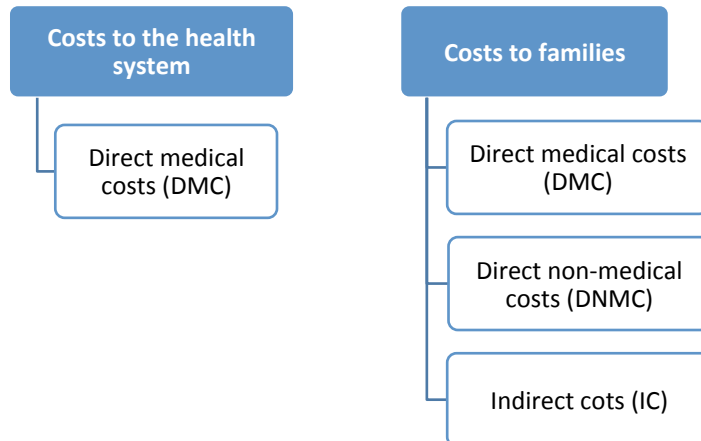 Costs to the health
system
Direct medical
costs (DMC)
Costs to families
Direct medical costs
(DMC)
Direct non-medical
costs (DNMC)
Indirect cots (IC)